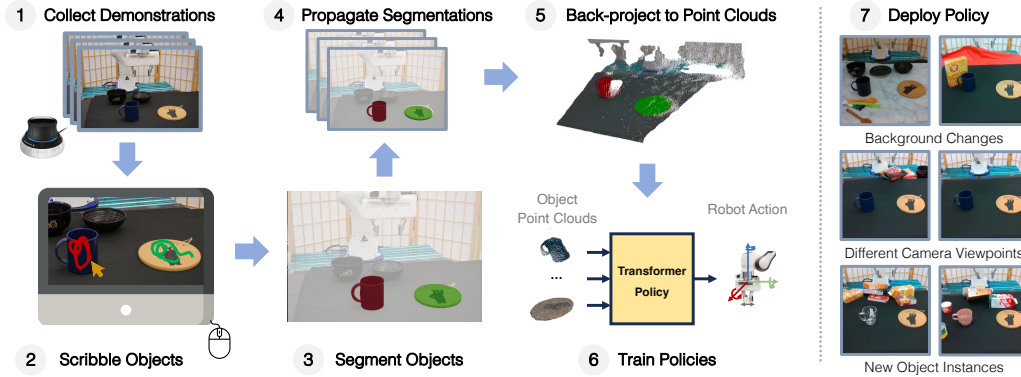 1 Collect Demonstrations
4 Propagate Segmentations
5 Back-project to Point Clouds
7 Deploy Policy
Background Changes
Object
Point Clouds
Robot Action
...
Transformer
Policy
Different Camera Viewpoints
2 Scribble Objects
3 Segment Objects
6 Train Policies
New Object Instances